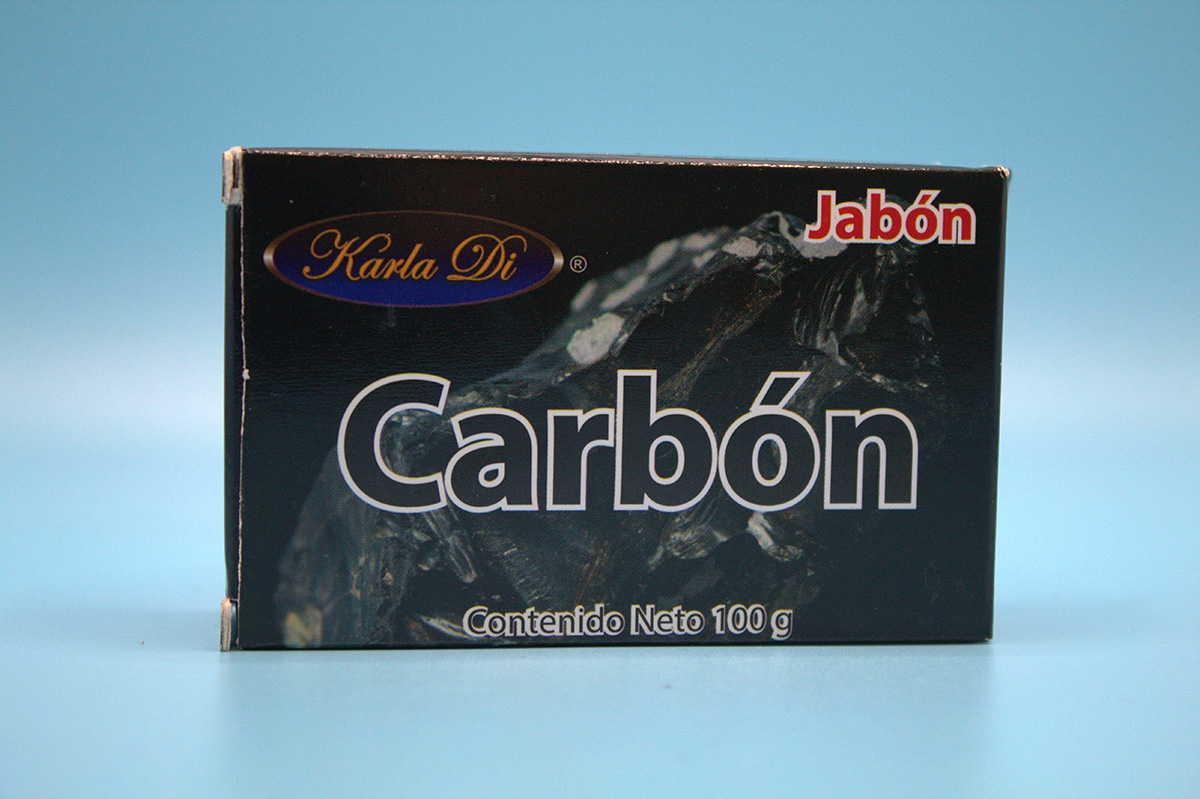 Jabón
Karla Di ®
Carbón
Contenido Neto 100 g